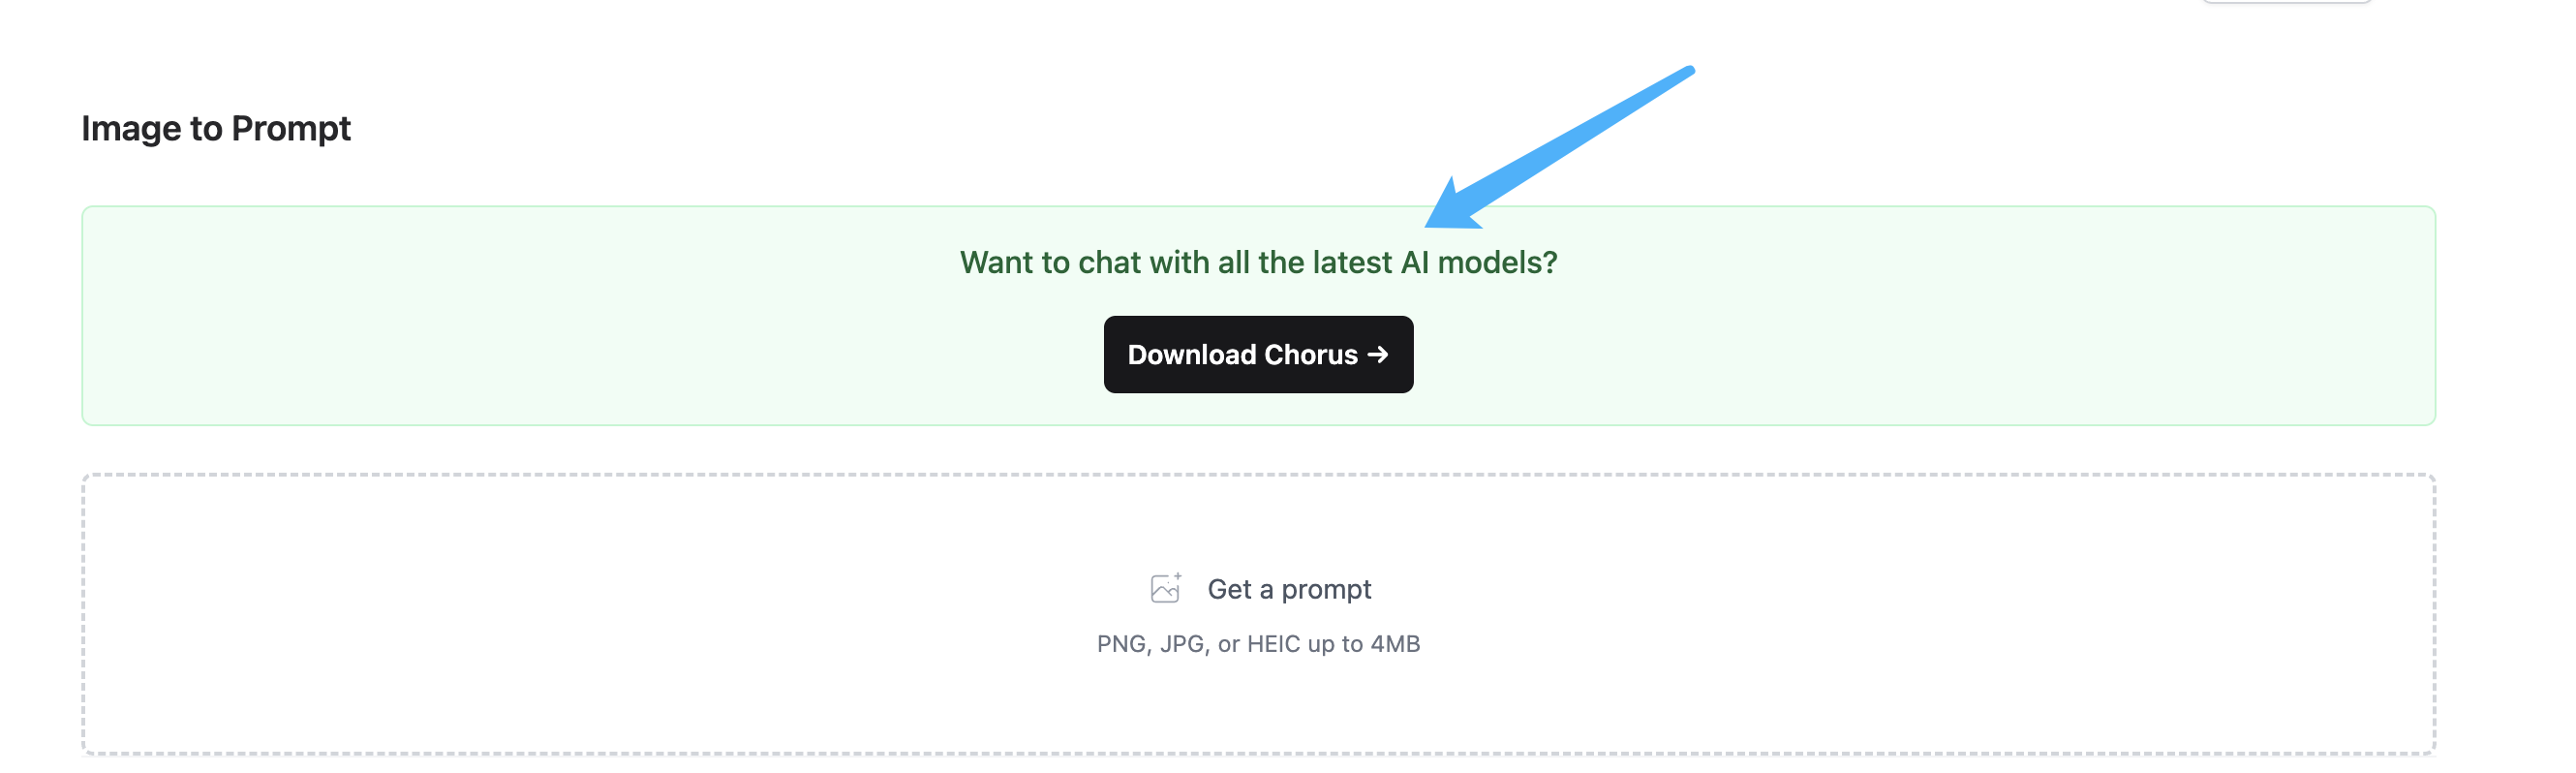 Image to Prompt
Want to chat with all the latest AI models?
Download Chorus →
Get a prompt
PNG, JPG, or HEIC up to 4MB